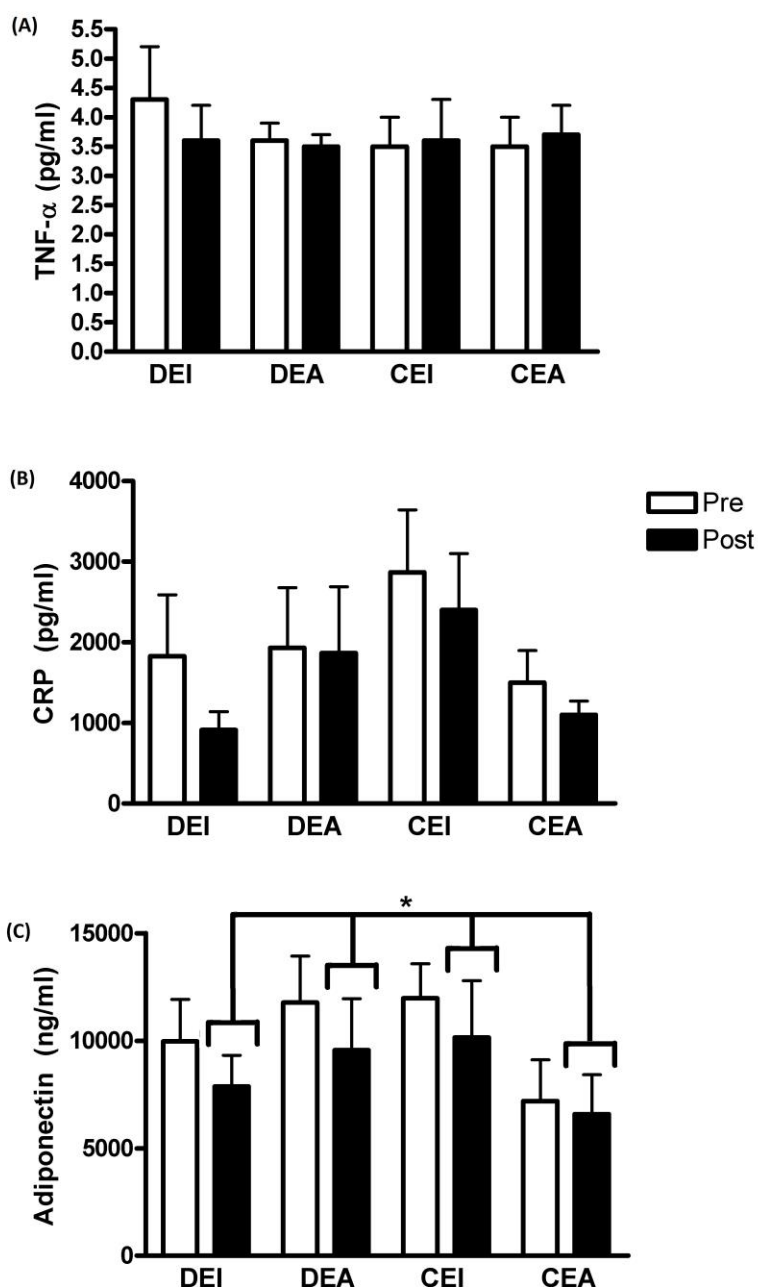 (A)
TNF-α (pg/ml)
5.5
5.0
4.5
4.0
3.5
3.0
2.5
2.0
1.5
1.0
0.5
0.0
DEI DEA CEI CEA
(B)
CRP (pg/ml)
4000
3000
2000
1000
0
DEI DEA CEI CEA
Pre
Post
(C)
Adiponectin (ng/ml)
*
15000
10000
5000
0
DEI DEA CEI CEA